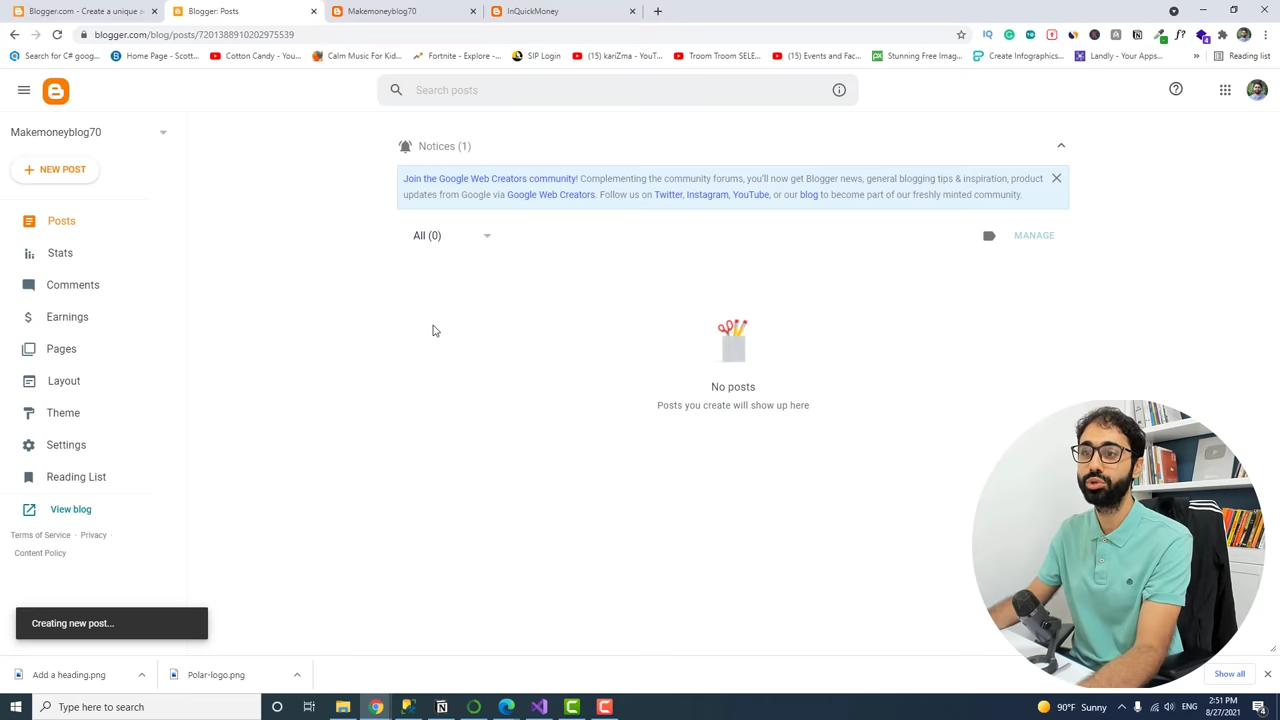 Blogger.com - Create a unique a
Blogger: Posts
Makemoneyblog70
InQuickMoney
blogger.com/blog/posts/7201388910202975539
Search for C# goog...
Home Page - Scott...
Cotton Candy - You...
Calm Music For Kid...
Fortnite - Explore -...
SIP Login
(15) kariZma - YouT...
Troom Troom SELE...
(15) Events and Fac...
Stunning Free Imag...
Create Infographics...
Landly - Your Apps...
»
Reading list
Search posts
Makemoneyblog70
NEW POST
Posts
Stats
Comments
Earnings
Pages
Layout
Theme
Settings
Reading List
View blog
Terms of Service · Privacy ·
Content Policy
Notices (1)
Join the Google Web Creators community! Complementing the community forums, you'll now get Blogger news, general blogging tips & inspiration, product
updates from Google via Google Web Creators. Follow us on Twitter, Instagram, YouTube, or our blog to become part of our freshly minted community.
All (0)
MANAGE
No posts
Posts you create will show up here
Creating new post...
Add a heading.png
Polar-logo.png
Show all
Type here to search
90°F Sunny
ENG
2:51 PM
8/27/2021